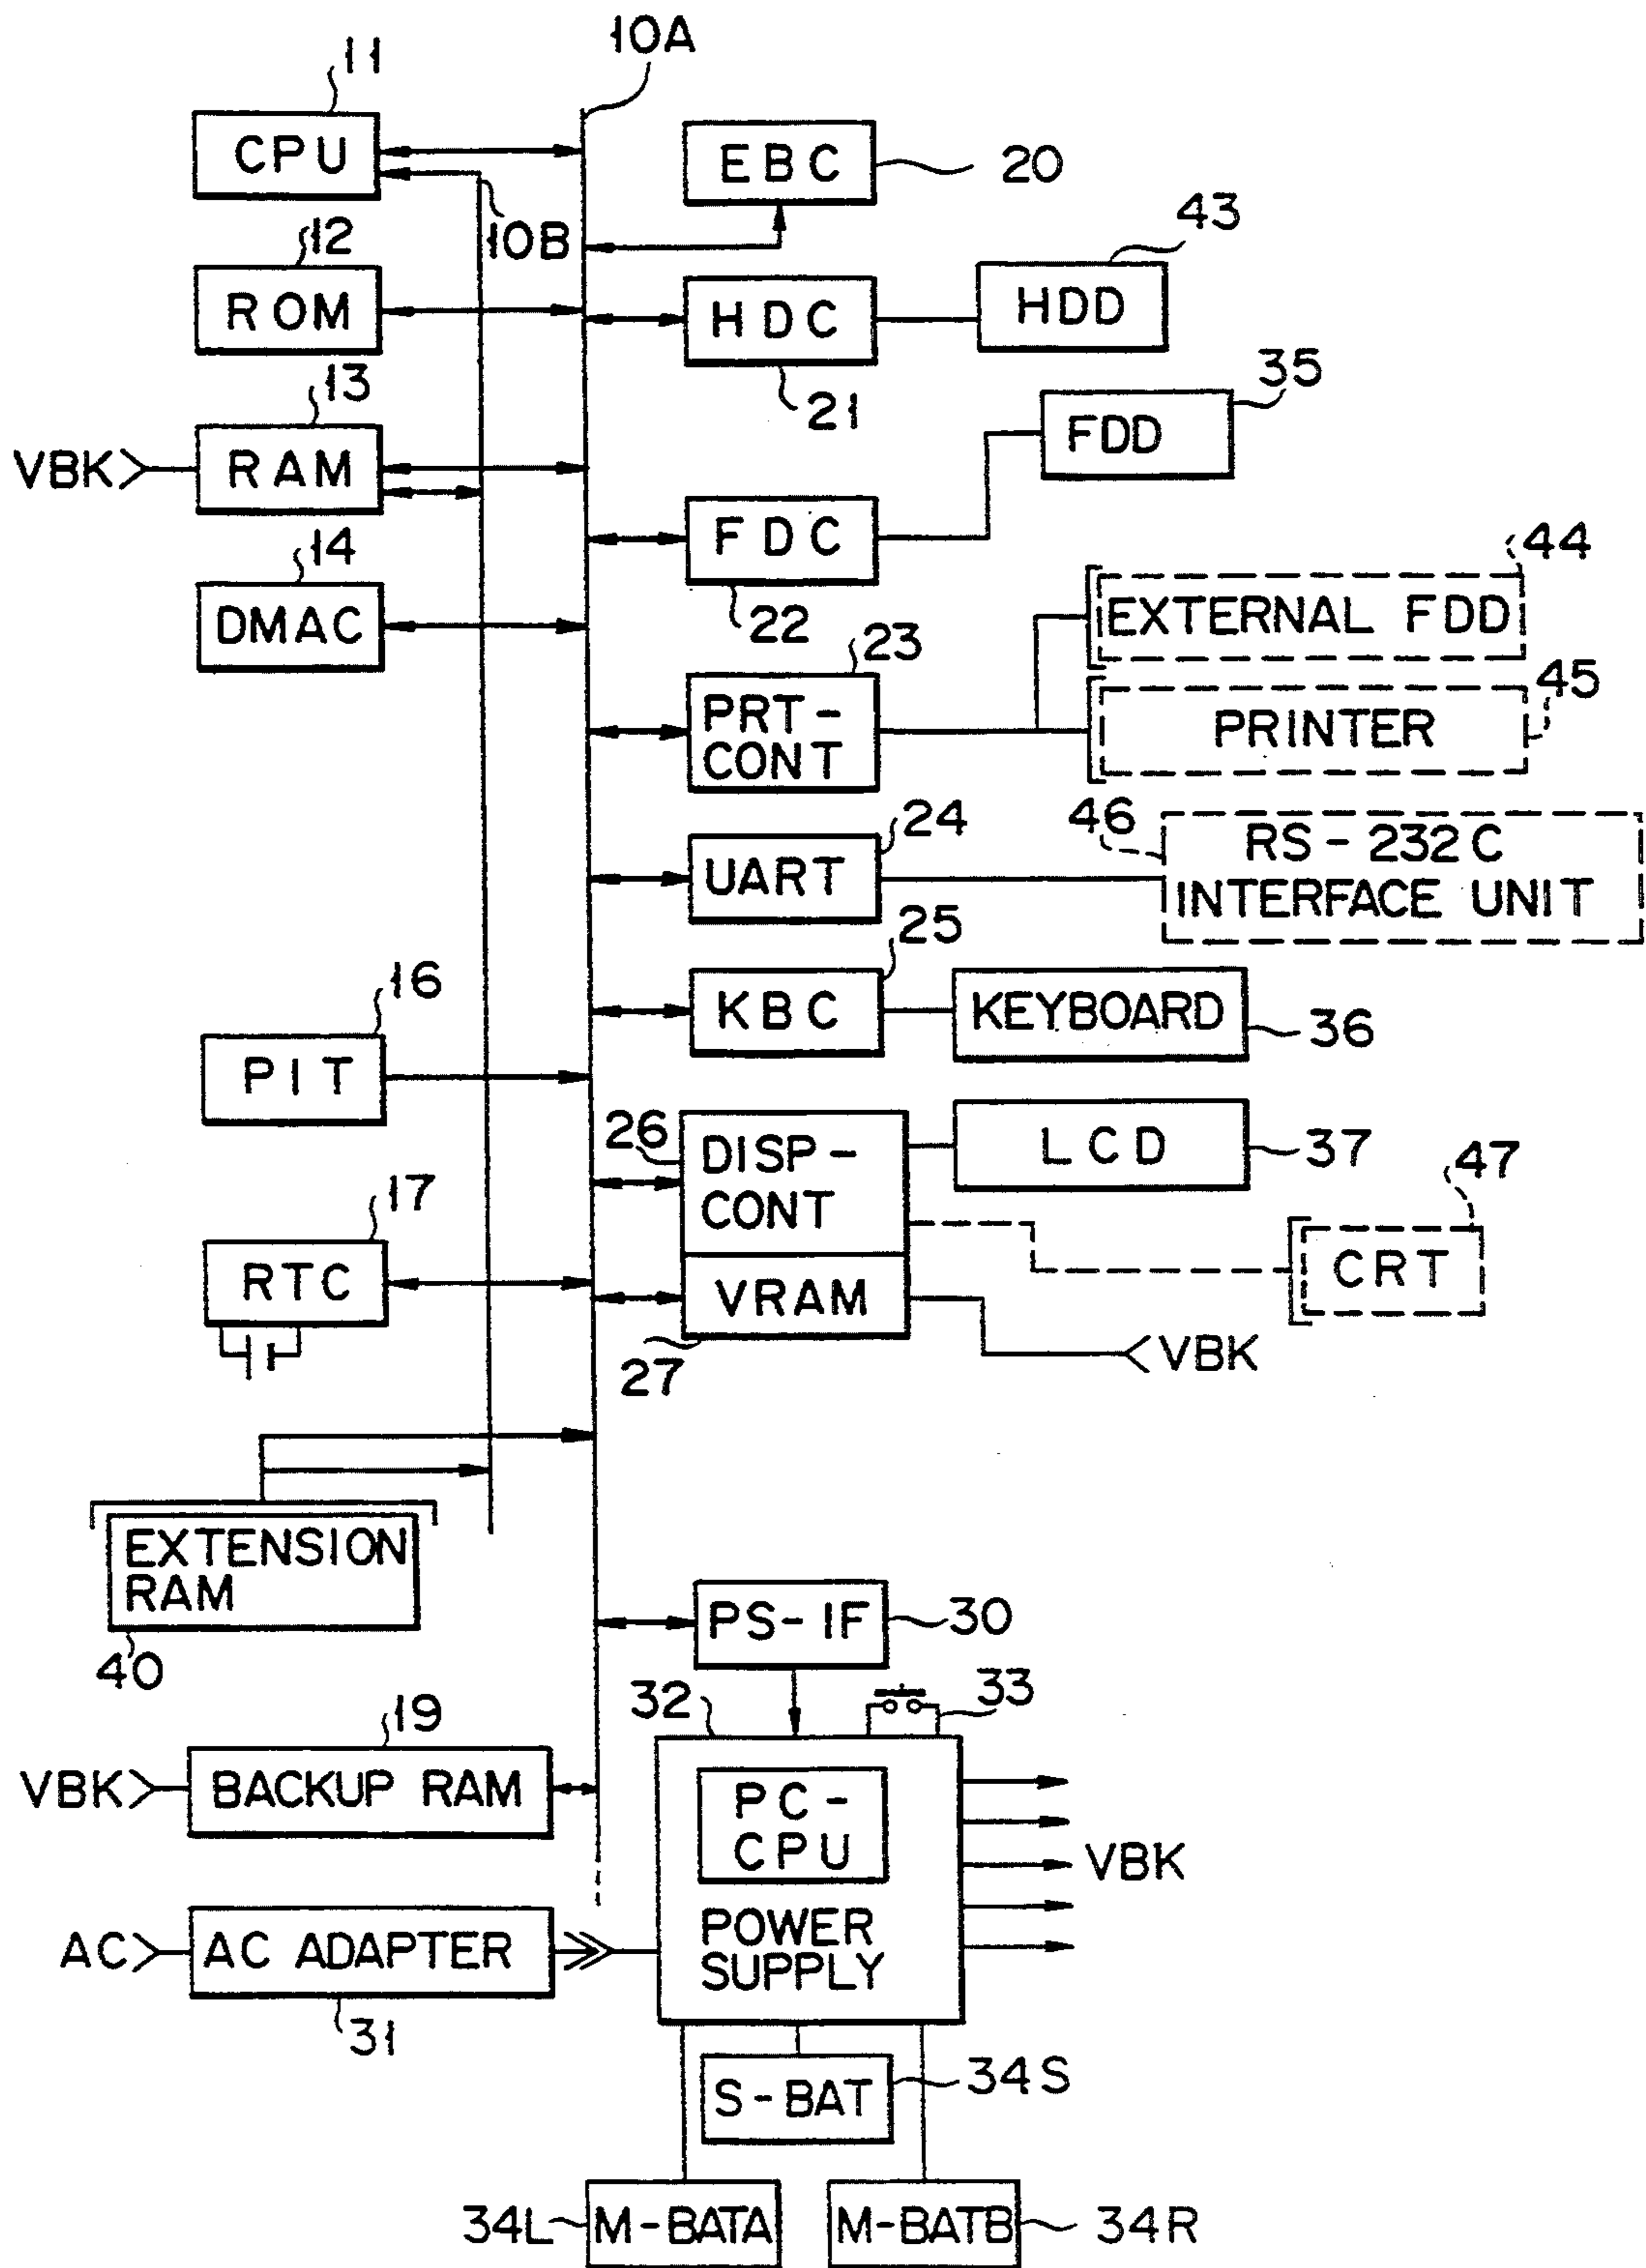 10A
11
CPU
EBC
20
10B
43
12
ROM
HDC
HDD
21
13
35
VBK
RAM
FDD
FDC
44
14
22
DMAC
EXTERNAL FDD
23
45
PRT-
CONT
PRINTER
24
46
UART
RS-232C
INTERFACE UNIT
25
16
KBC
KEYBOARD
36
PIT
26
DISP-
CONT
LCD
37
47
17
RTC
CRT
VRAM
27
VBK
EXTENSION
RAM
40
PS-IF
30
32
33
19
VBK
BACKUP RAM
PC-
CPU
VBK
POWER
SUPPLY
AC
AC ADAPTER
31
S-BAT
34S
34L
M-BATA
M-BATB
34R